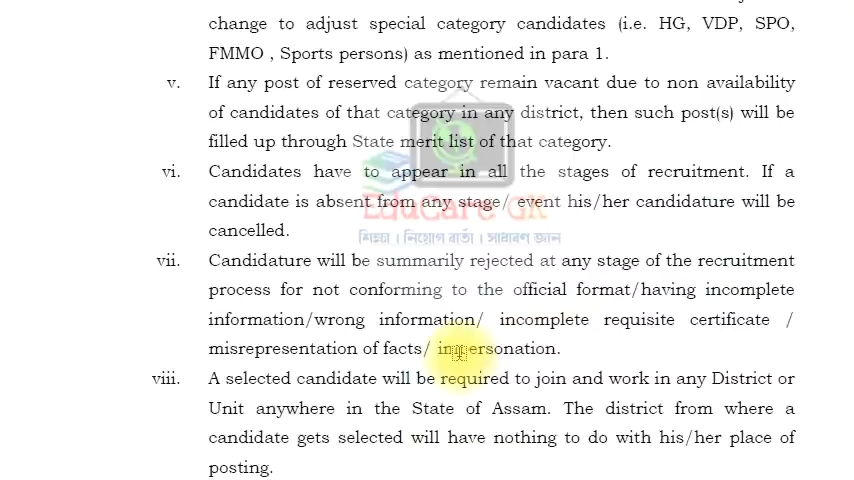 change to adjust special category candidates (i.e. HG, VDP, SPO,
FMMO , Sports persons) as mentioned in para 1.
v. If any post of reserved category remain vacant due to non availability
of candidates of that category in any district, then such post(s) will be
filled up through State merit list of that category.
vi. Candidates have to appear in all the stages of recruitment. If a
candidate is absent from any stage/ event his/her candidature will be
cancelled.
EduCare GK
শিক্ষা । নিয়োগ বাৰ্তা । সাধাৰণ জ্ঞান
vii. Candidature will be summarily rejected at any stage of the recruitment
process for not conforming to the official format/having incomplete
information/wrong information/ incomplete requisite certificate /
misrepresentation of facts/ impersonation.
viii. A selected candidate will be required to join and work in any District or
Unit anywhere in the State of Assam. The district from where a
candidate gets selected will have nothing to do with his/her place of
posting.